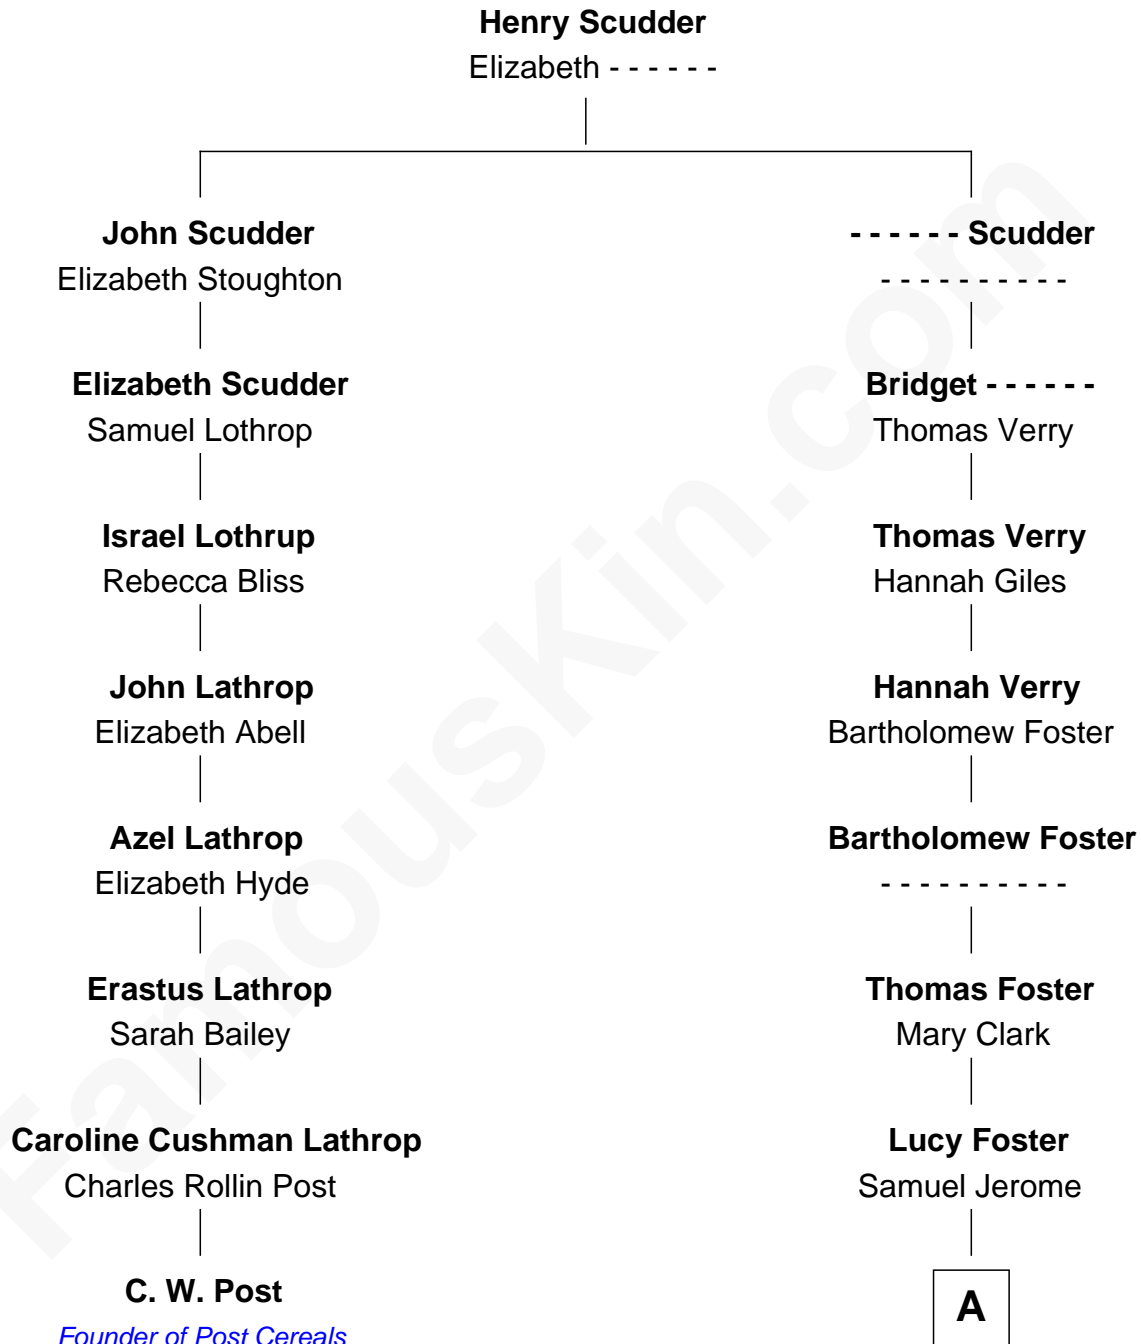 Henry Scudder
Elizabeth - - - - - -
John Scudder
Elizabeth Stoughton
- - - - - - Scudder
- - - - - - - - - -
Elizabeth Scudder
Samuel Lothrop
Bridget - - - - - -
Thomas Verry
Israel Lothrup
Rebecca Bliss
Thomas Verry
Hannah Giles
John Lathrop
Elizabeth Abell
Hannah Verry
Bartholomew Foster
Azel Lathrop
Elizabeth Hyde
Bartholomew Foster
- - - - - - - - - -
Erastus Lathrop
Sarah Bailey
Thomas Foster
Mary Clark
Caroline Cushman Lathrop
Charles Rollin Post
Lucy Foster
Samuel Jerome
C. W. Post
Founder of Post Cereals
A
FamousKin.com